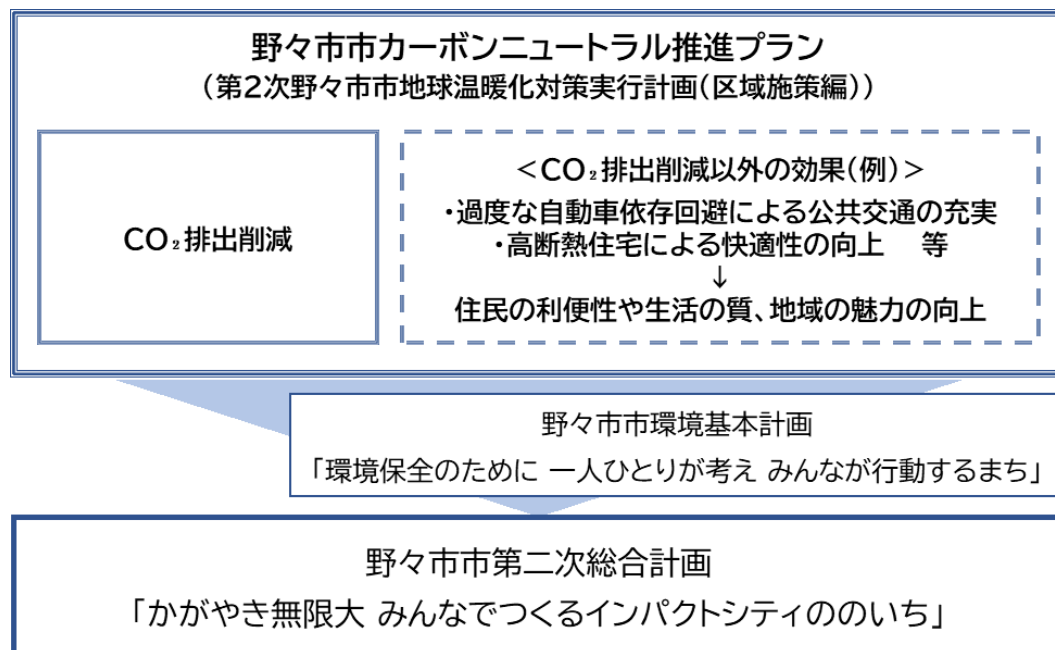 野々市市カーボンニュートラル推進プラン
(第2次野々市市地球温暖化対策実行計画(区域施策編))
CO₂排出削減
<CO₂排出削減以外の効果(例)>
・過度な自動車依存回避による公共交通の充実
・高断熱住宅による快適性の向上　等
↓
住民の利便性や生活の質、地域の魅力の向上
野々市市環境基本計画
「環境保全のために 一人ひとりが考え みんなが行動するまち」
野々市市第二次総合計画
「かがやき無限大 みんなでつくるインパクトシティののいち」